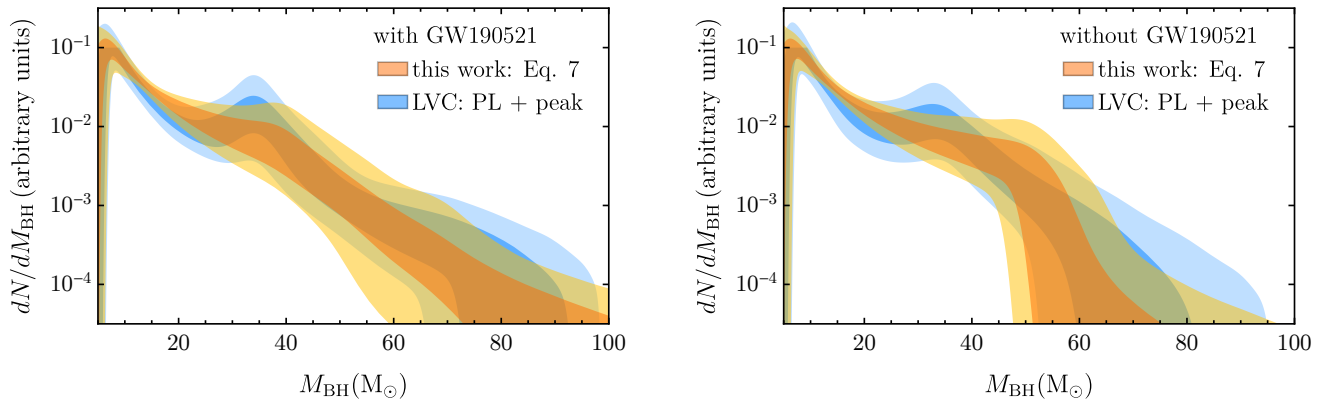 with GW190521
this work: Eq. 7
LVC: PL + peak
10⁻¹
10⁻²
10⁻³
10⁻⁴
dN/dM_BH (arbitrary units)
20 40 60 80 100
M_BH(M_⊙)
without GW190521
this work: Eq. 7
LVC: PL + peak
10⁻¹
10⁻²
10⁻³
10⁻⁴
dN/dM_BH (arbitrary units)
20 40 60 80 100
M_BH(M_⊙)